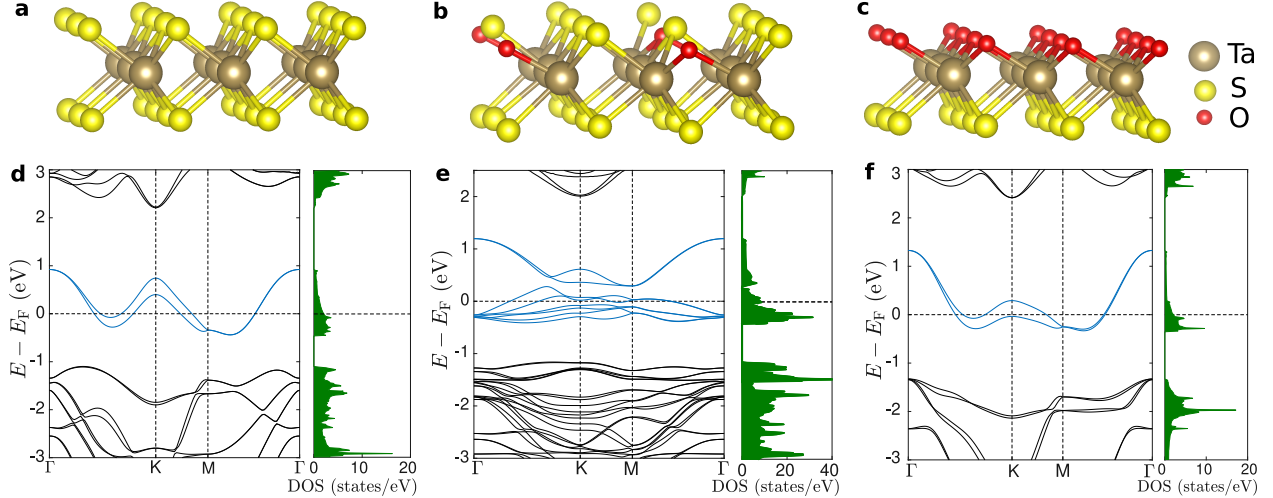 a
b
c
Ta
S
O
d
3
2
1
0
-1
-2
-3
E − E_F (eV)
Γ
K
M
Γ
0
10
20
DOS (states/eV)
e
2
1
0
-1
-2
-3
E − E_F (eV)
Γ
K
M
Γ
0
20
40
DOS (states/eV)
f
3
2
1
0
-1
-2
-3
E − E_F (eV)
Γ
K
M
Γ
0
10
20
DOS (states/eV)